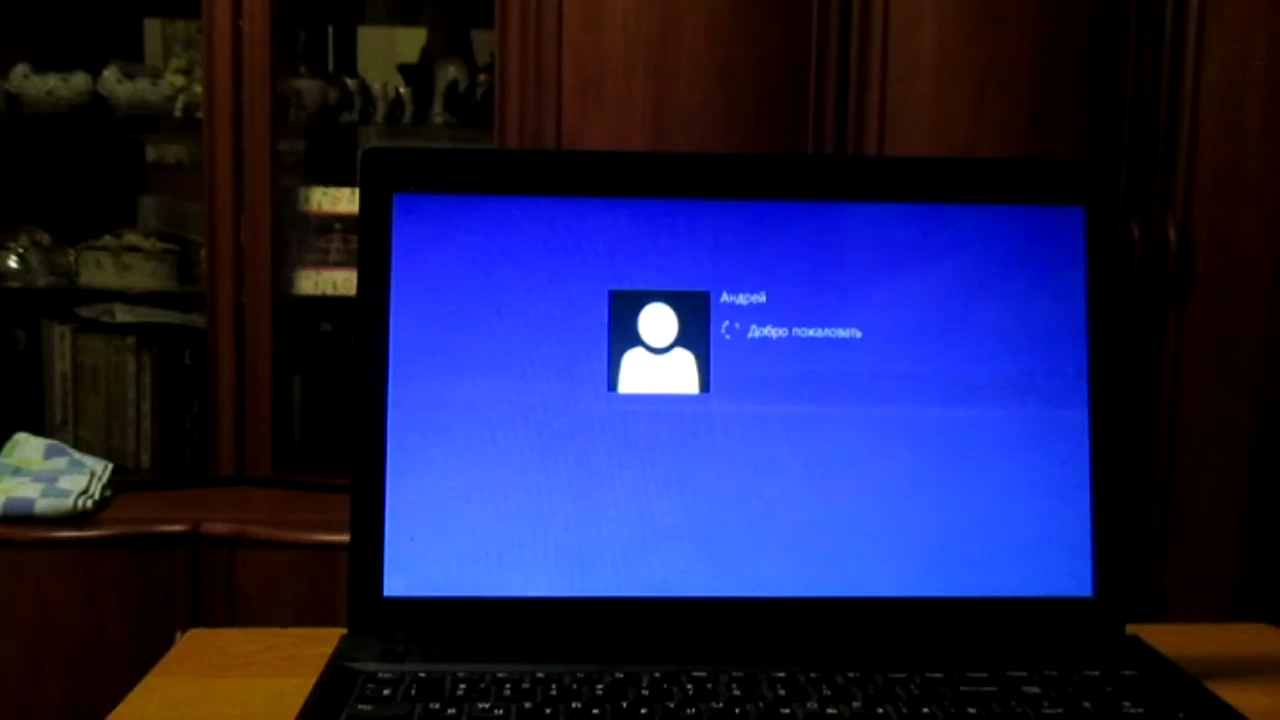 Андрей
Добро пожаловать